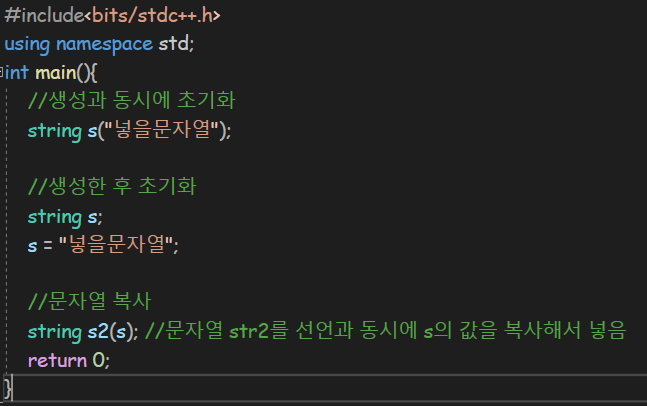 #include<bits/stdc++.h>
using namespace std;
int main(){
//생성과 동시에 초기화
string s("넣을문자열");
//생성한 후 초기화
string s;
s = "넣을문자열";
//문자열 복사
string s2(s); //문자열 str2를 선언과 동시에 s의 값을 복사해서 넣음
return 0;
}